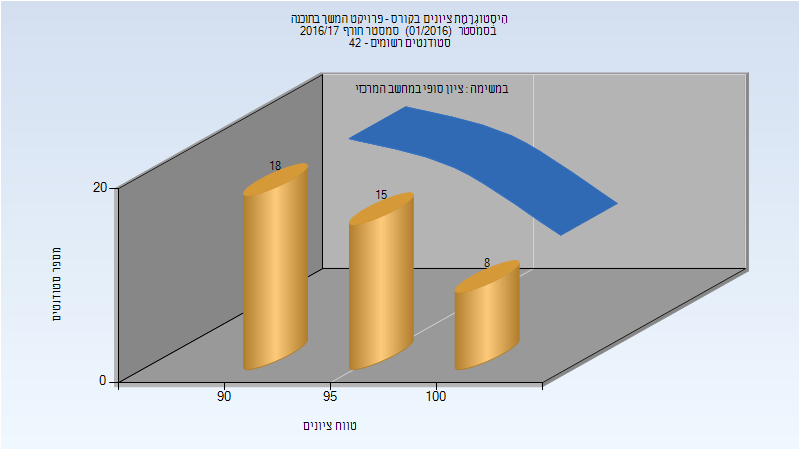 היסטוגרמת ציונים בקורס - פרויקט המשך בתוכנה
בסמסטר (01/2016) סמסטר חורף 2016/17
סטודנטים רשומים - 42
במשימה : ציון סופי במחשב המרכזי
18
15
8
20
0
מספר סטודנטים
90
95
100
טווח ציונים